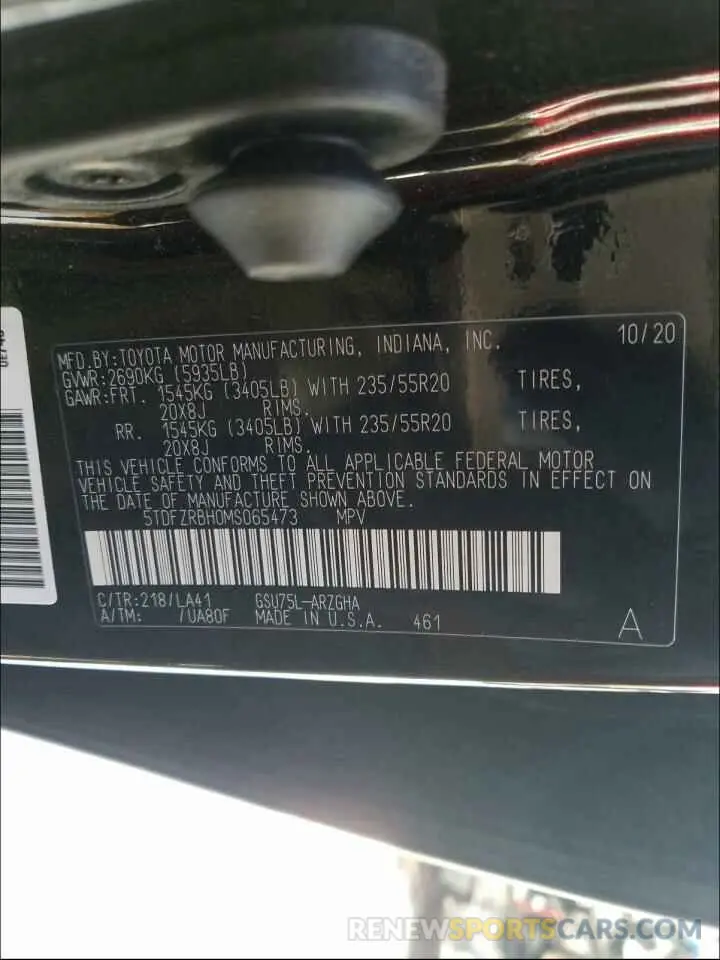 MFD.BY:TOYOTA MOTOR MANUFACTURING, INDIANA, INC. 10/20
GVWR:2690KG (5935LB)
GAWR:FRT. 1545KG (3405LB) WITH 235/55R20 TIRES,
20X8J RIMS.
RR. 1545KG (3405LB) WITH 235/55R20 TIRES,
20X8J RIMS.
THIS VEHICLE CONFORMS TO ALL APPLICABLE FEDERAL MOTOR
VEHICLE SAFETY AND THEFT PREVENTION STANDARDS IN EFFECT ON
THE DATE OF MANUFACTURE SHOWN ABOVE.
5TDFZRBH0MS065473 MPV
C/TR:218/LA41 GSU75L-ARZGHA
A/TM: /UA80F MADE IN U.S.A. 461 A
RENEWSPORTSCARS.COM